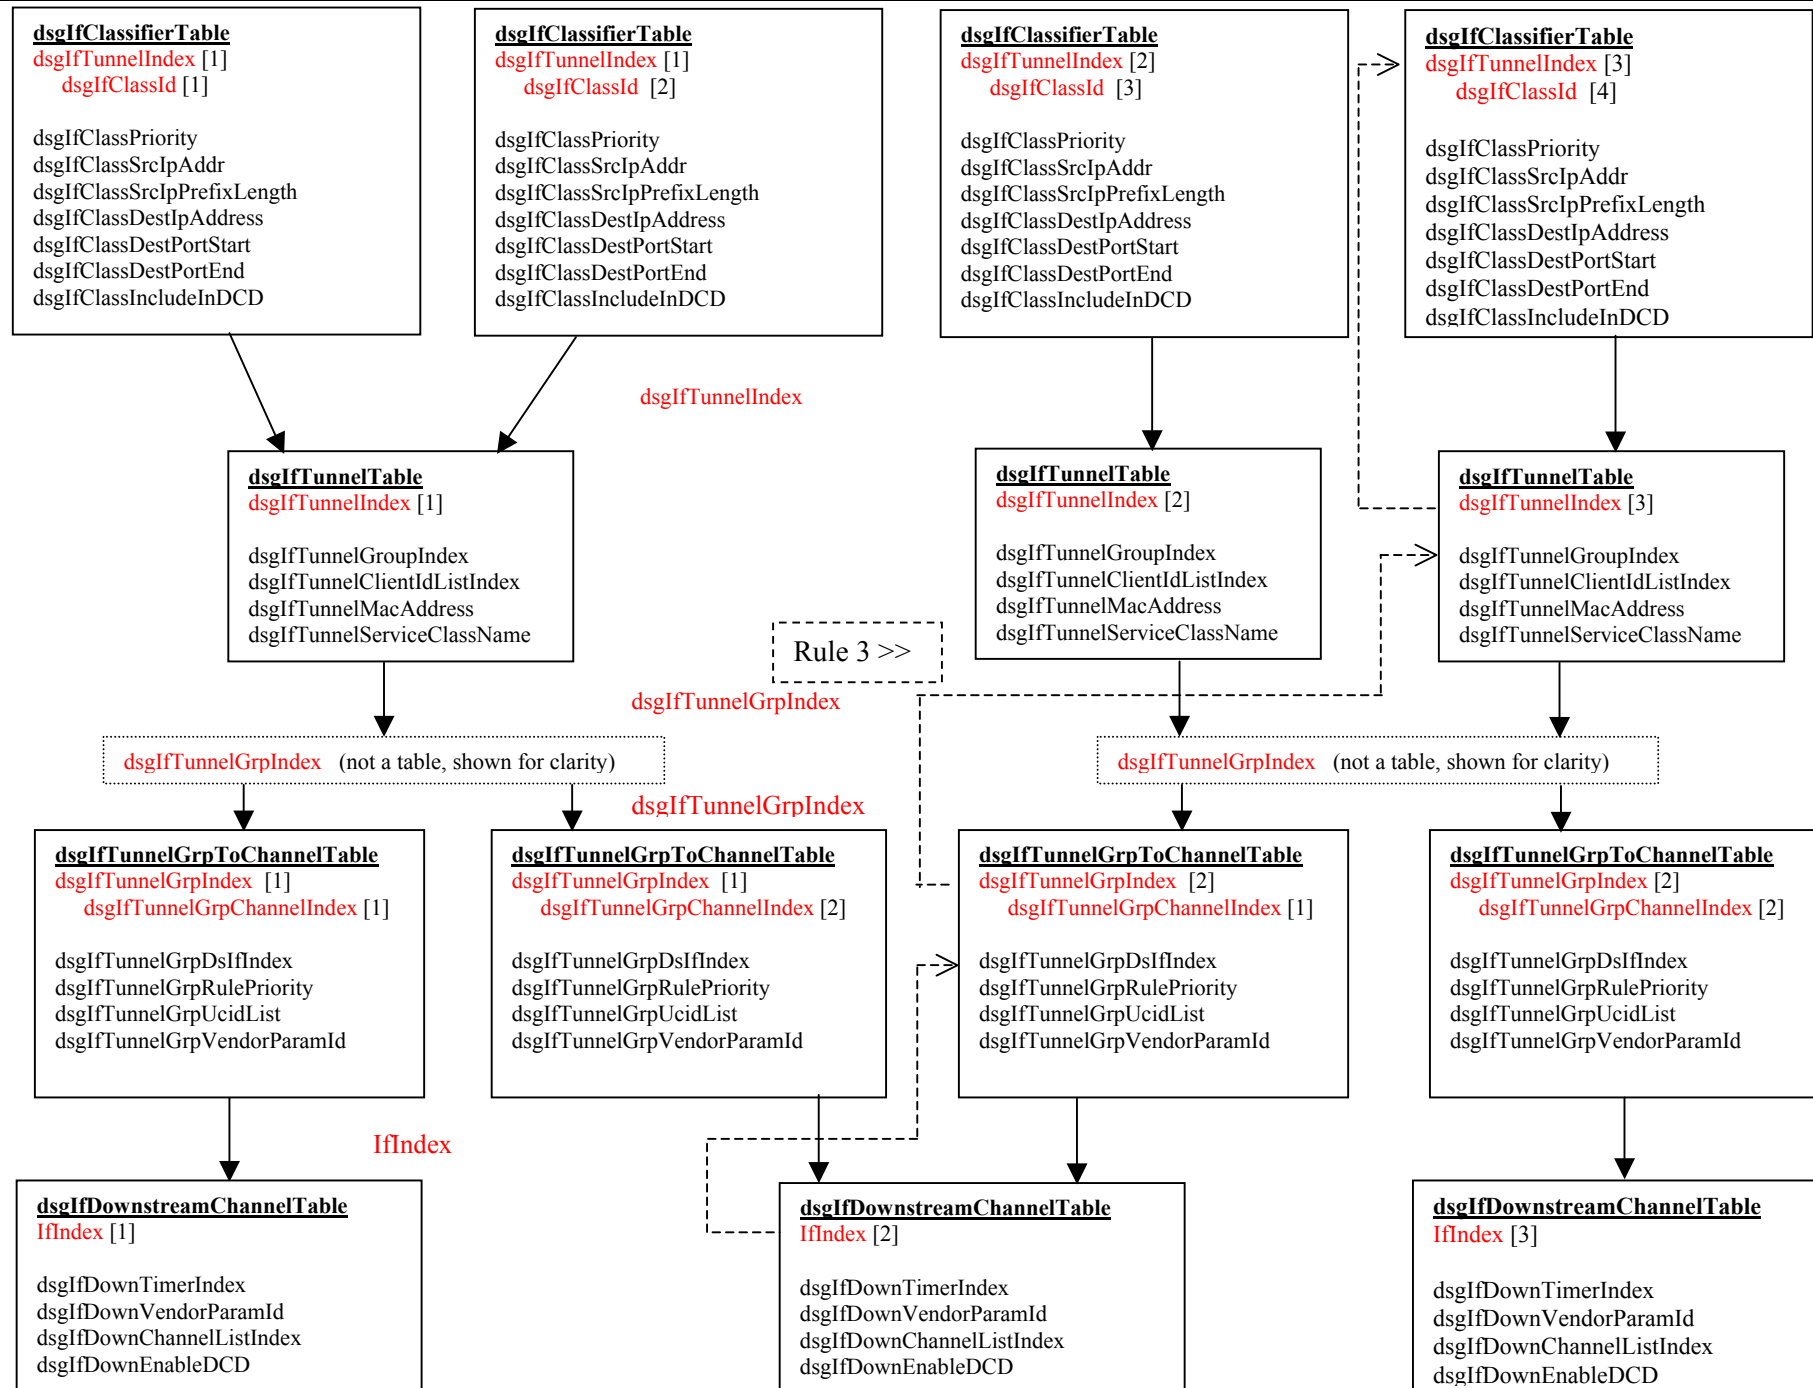 dsgIfClassifierTable
dsgIfTunnelIndex [1]
dsgIfClassId [1]
dsgIfClassPriority
dsgIfClassSrcIpAddr
dsgIfClassSrcIpPrefixLength
dsgIfClassDestIpAddress
dsgIfClassDestPortStart
dsgIfClassDestPortEnd
dsgIfClassIncludeInDCD
dsgIfClassifierTable
dsgIfTunnelIndex [1]
dsgIfClassId [2]
dsgIfClassPriority
dsgIfClassSrcIpAddr
dsgIfClassSrcIpPrefixLength
dsgIfClassDestIpAddress
dsgIfClassDestPortStart
dsgIfClassDestPortEnd
dsgIfClassIncludeInDCD
dsgIfClassifierTable
dsgIfTunnelIndex [2]
dsgIfClassId [3]
dsgIfClassPriority
dsgIfClassSrcIpAddr
dsgIfClassSrcIpPrefixLength
dsgIfClassDestIpAddress
dsgIfClassDestPortStart
dsgIfClassDestPortEnd
dsgIfClassIncludeInDCD
dsgIfClassifierTable
dsgIfTunnelIndex [3]
dsgIfClassId [4]
dsgIfClassPriority
dsgIfClassSrcIpAddr
dsgIfClassSrcIpPrefixLength
dsgIfClassDestIpAddress
dsgIfClassDestPortStart
dsgIfClassDestPortEnd
dsgIfClassIncludeInDCD
dsgIfTunnelIndex
dsgIfTunnelTable
dsgIfTunnelIndex [1]
dsgIfTunnelGroupIndex
dsgIfTunnelClientIdListIndex
dsgIfTunnelMacAddress
dsgIfTunnelServiceClassName
dsgIfTunnelTable
dsgIfTunnelIndex [2]
dsgIfTunnelGroupIndex
dsgIfTunnelClientIdListIndex
dsgIfTunnelMacAddress
dsgIfTunnelServiceClassName
dsgIfTunnelTable
dsgIfTunnelIndex [3]
dsgIfTunnelGroupIndex
dsgIfTunnelClientIdListIndex
dsgIfTunnelMacAddress
dsgIfTunnelServiceClassName
Rule 3 >>
dsgIfTunnelGrpIndex
dsgIfTunnelGrpIndex (not a table, shown for clarity)
dsgIfTunnelGrpIndex (not a table, shown for clarity)
dsgIfTunnelGrpIndex
dsgIfTunnelGrpToChannelTable
dsgIfTunnelGrpIndex [1]
dsgIfTunnelGrpChannelIndex [1]
dsgIfTunnelGrpDsIfIndex
dsgIfTunnelGrpRulePriority
dsgIfTunnelGrpUcidList
dsgIfTunnelGrpVendorParamId
dsgIfTunnelGrpToChannelTable
dsgIfTunnelGrpIndex [1]
dsgIfTunnelGrpChannelIndex [2]
dsgIfTunnelGrpDsIfIndex
dsgIfTunnelGrpRulePriority
dsgIfTunnelGrpUcidList
dsgIfTunnelGrpVendorParamId
dsgIfTunnelGrpToChannelTable
dsgIfTunnelGrpIndex [2]
dsgIfTunnelGrpChannelIndex [1]
dsgIfTunnelGrpDsIfIndex
dsgIfTunnelGrpRulePriority
dsgIfTunnelGrpUcidList
dsgIfTunnelGrpVendorParamId
dsgIfTunnelGrpToChannelTable
dsgIfTunnelGrpIndex [2]
dsgIfTunnelGrpChannelIndex [2]
dsgIfTunnelGrpDsIfIndex
dsgIfTunnelGrpRulePriority
dsgIfTunnelGrpUcidList
dsgIfTunnelGrpVendorParamId
IfIndex
dsgIfDownstreamChannelTable
IfIndex [1]
dsgIfDownTimerIndex
dsgIfDownVendorParamId
dsgIfDownChannelListIndex
dsgIfDownEnableDCD
dsgIfDownstreamChannelTable
IfIndex [2]
dsgIfDownTimerIndex
dsgIfDownVendorParamId
dsgIfDownChannelListIndex
dsgIfDownEnableDCD
dsgIfDownstreamChannelTable
IfIndex [3]
dsgIfDownTimerIndex
dsgIfDownVendorParamId
dsgIfDownChannelListIndex
dsgIfDownEnableDCD